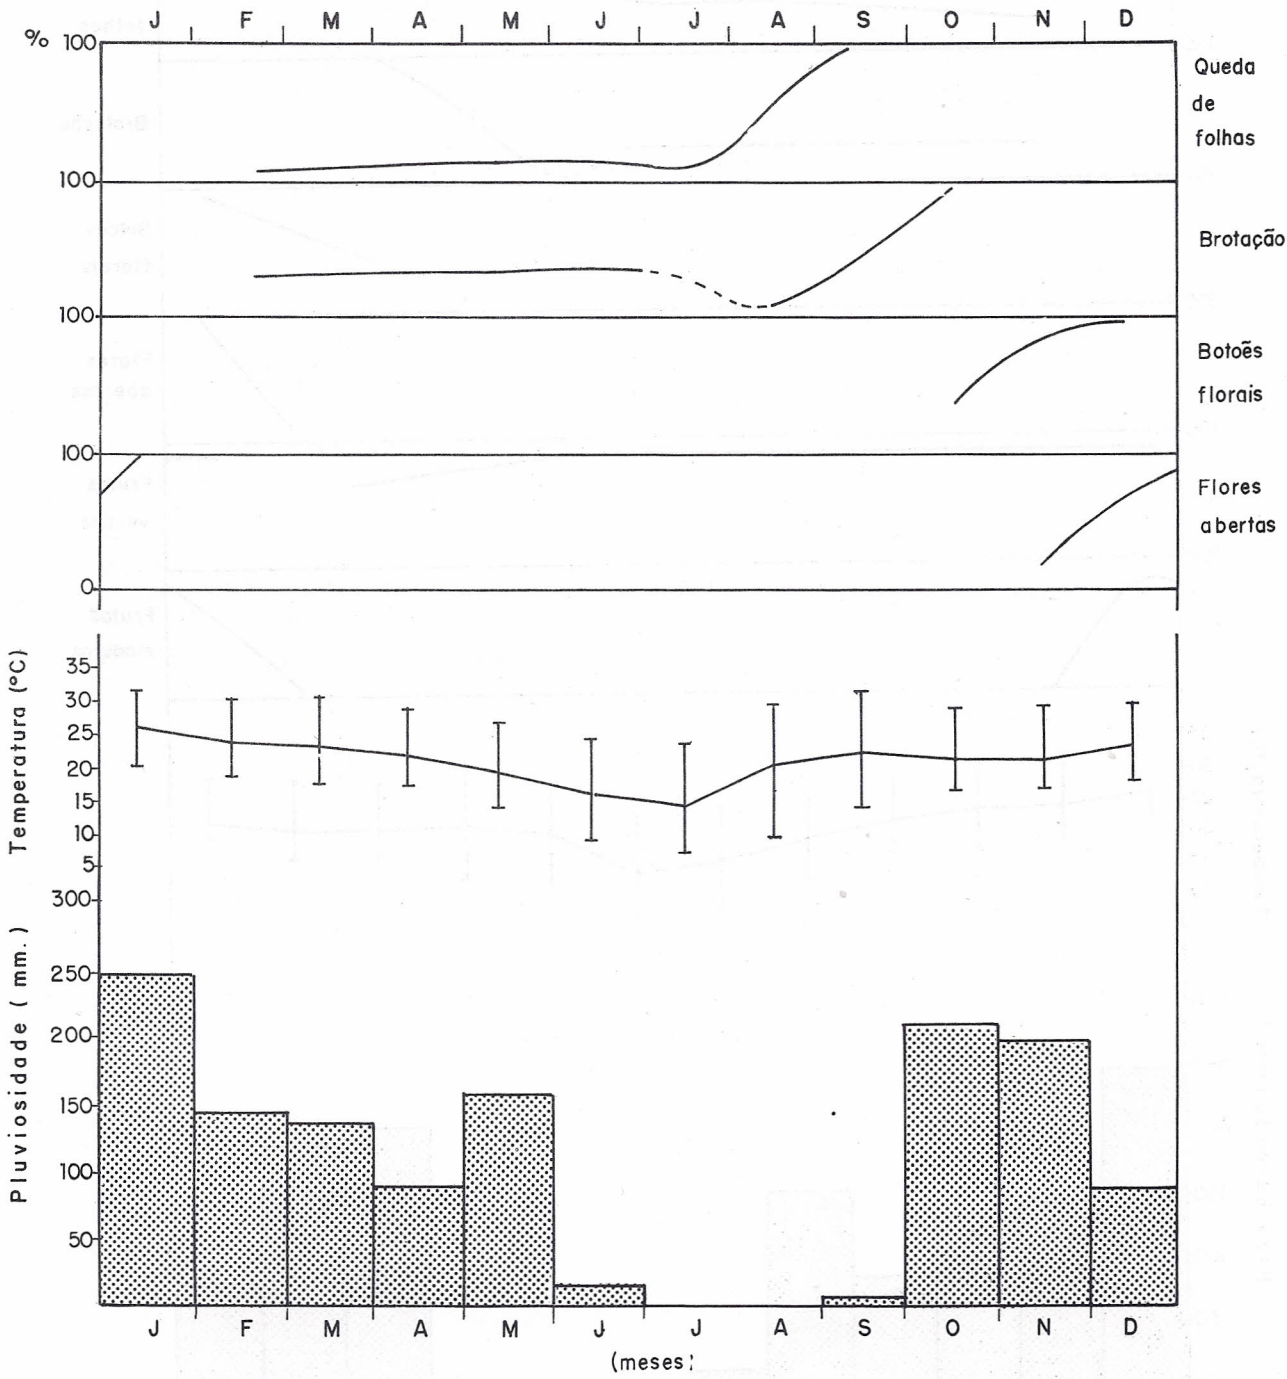 J F M A M J J A S O N D
% 100
Queda
de
folhas
100
Brotação
100
Botoẽs
florais
100
Flores
abertas
0
Temperatura (°C)
35
30
25
20
15
10
5
Pluviosidade ( mm. )
300
250
200
150
100
50
J F M A M J J A S O N D
(meses)